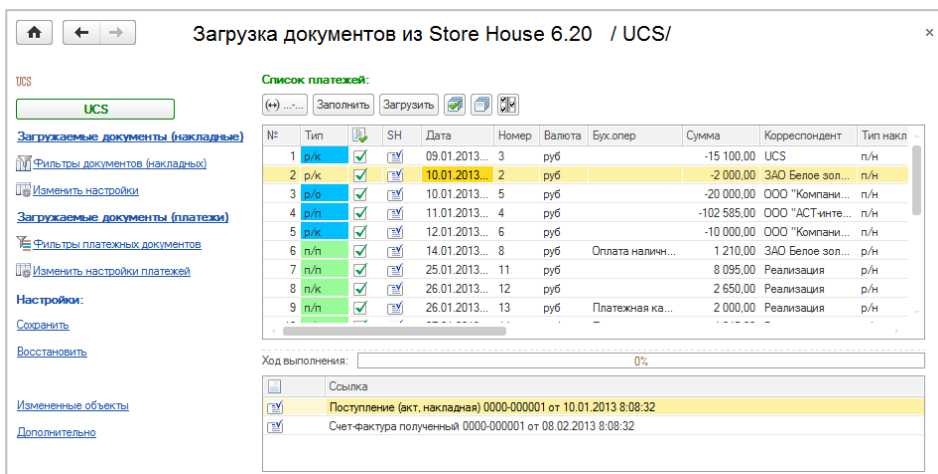 Загрузка документов из Store House 6.20 / UCS/
UCS
UCS
Загружаемые документы (накладные)
Фильтры документов (накладных)
Изменить настройки
Загружаемые документы (платежи)
Фильтры платежных документов
Изменить настройки платежей
Настройки:
Сохранить
Восстановить
Измененные объекты
Дополнительно
Список платежей:
(↔) ...-... Заполнить Загрузить
№ Тип SH Дата Номер Валюта Бух.опер Сумма Корреспондент Тип накл
1 р/к 09.01.2013... 3 руб -15 100,00 UCS п/н
2 р/к 10.01.2013... 2 руб -2 000,00 ЗАО Белое зол... п/н
3 р/о 10.01.2013... 5 руб -20 000,00 ООО "Компани... п/н
4 р/п 11.01.2013... 4 руб -102 585,00 ООО "АСТ-инте... п/н
5 р/к 12.01.2013... 6 руб -10 000,00 ООО "Компани... п/н
6 п/п 14.01.2013... 8 руб Оплата наличн... 1 210,00 ЗАО Белое зол... р/н
7 п/п 25.01.2013... 11 руб 8 095,00 Реализация р/н
8 п/к 26.01.2013... 12 руб 2 650,00 Реализация р/н
9 п/п 26.01.2013... 13 руб Платежная ка... 2 000,00 Реализация р/н
Ход выполнения: 0%
Ссылка
Поступление (акт, накладная) 0000-000001 от 10.01.2013 8:08:32
Счет-фактура полученный 0000-000001 от 08.02.2013 8:08:32